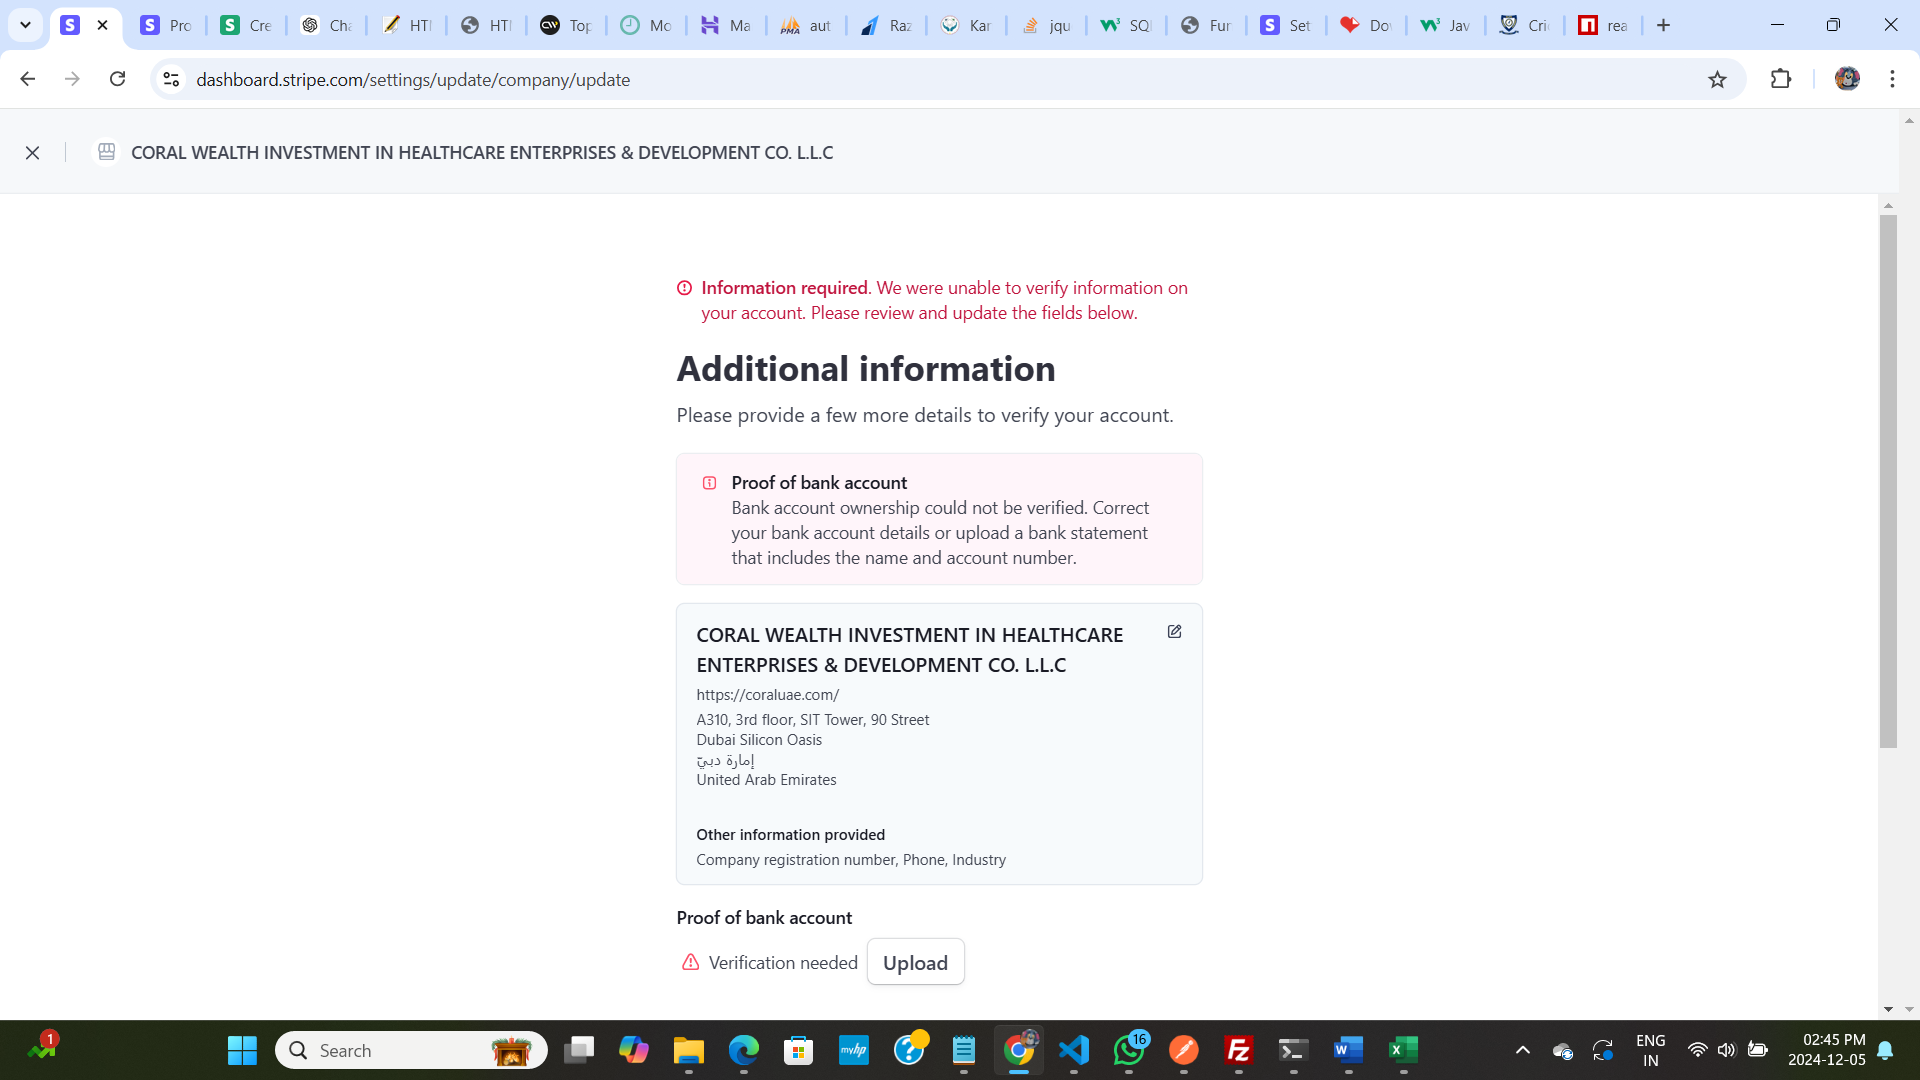 Pro
Cre
Cha
HTI
HTI
Top
Mo
Ma
aut
Raz
Kar
jqu
SQ
Fur
Set
Dov
Jav
Cri
rea
dashboard.stripe.com/settings/update/company/update
CORAL WEALTH INVESTMENT IN HEALTHCARE ENTERPRISES & DEVELOPMENT CO. L.L.C
Information required. We were unable to verify information on
your account. Please review and update the fields below.
Additional information
Please provide a few more details to verify your account.
Proof of bank account
Bank account ownership could not be verified. Correct
your bank account details or upload a bank statement
that includes the name and account number.
CORAL WEALTH INVESTMENT IN HEALTHCARE
ENTERPRISES & DEVELOPMENT CO. L.L.C
https://coraluae.com/
A310, 3rd floor, SIT Tower, 90 Street
Dubai Silicon Oasis
إمارة دبيّ
United Arab Emirates
Other information provided
Company registration number, Phone, Industry
Proof of bank account
Verification needed Upload
1
Search
myhp
16
ENG
IN
02:45 PM
2024-12-05